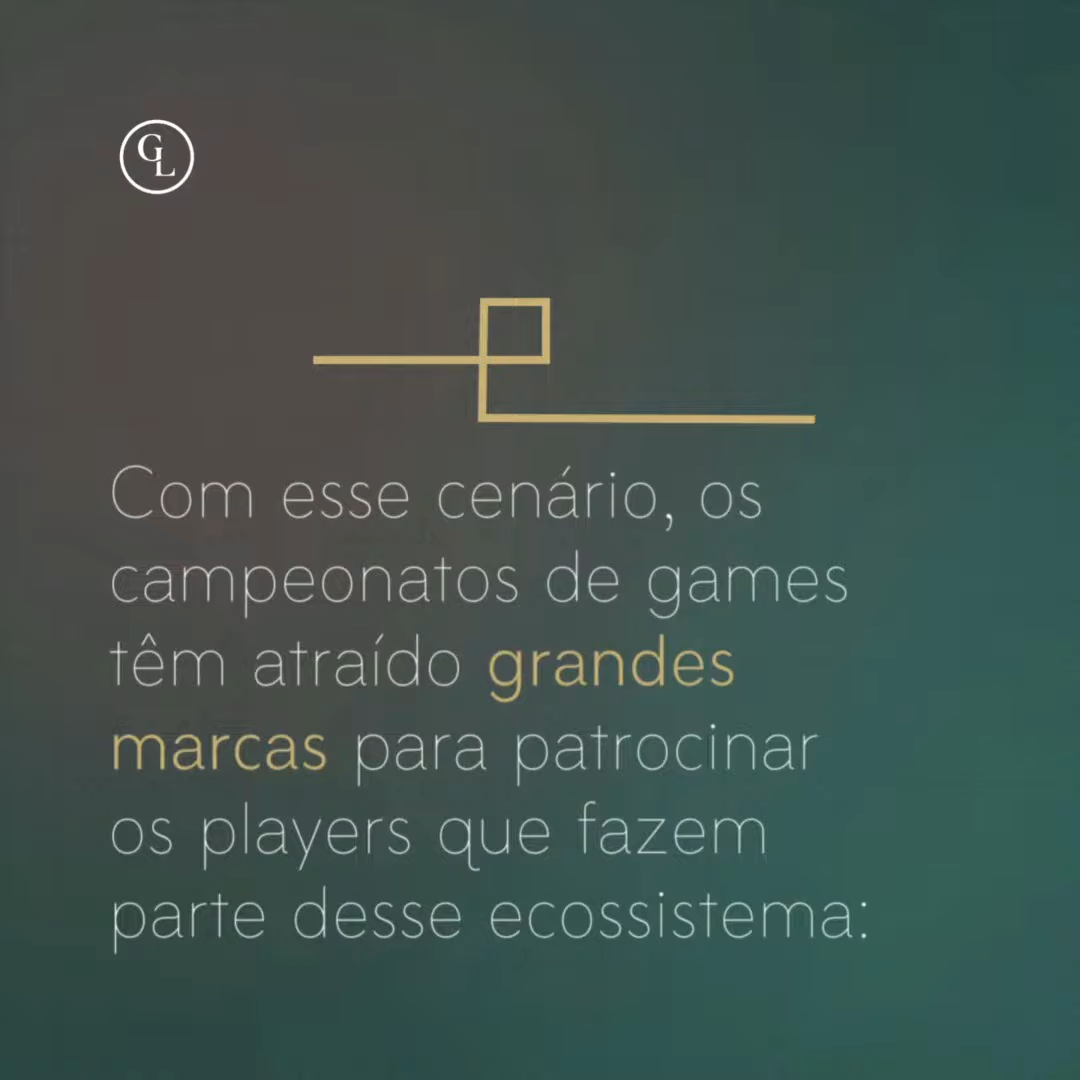 GL
Com esse cenário, os
campeonatos de games
têm atraído grandes
marcas para patrocinar
os players que fazem
parte desse ecossistema: